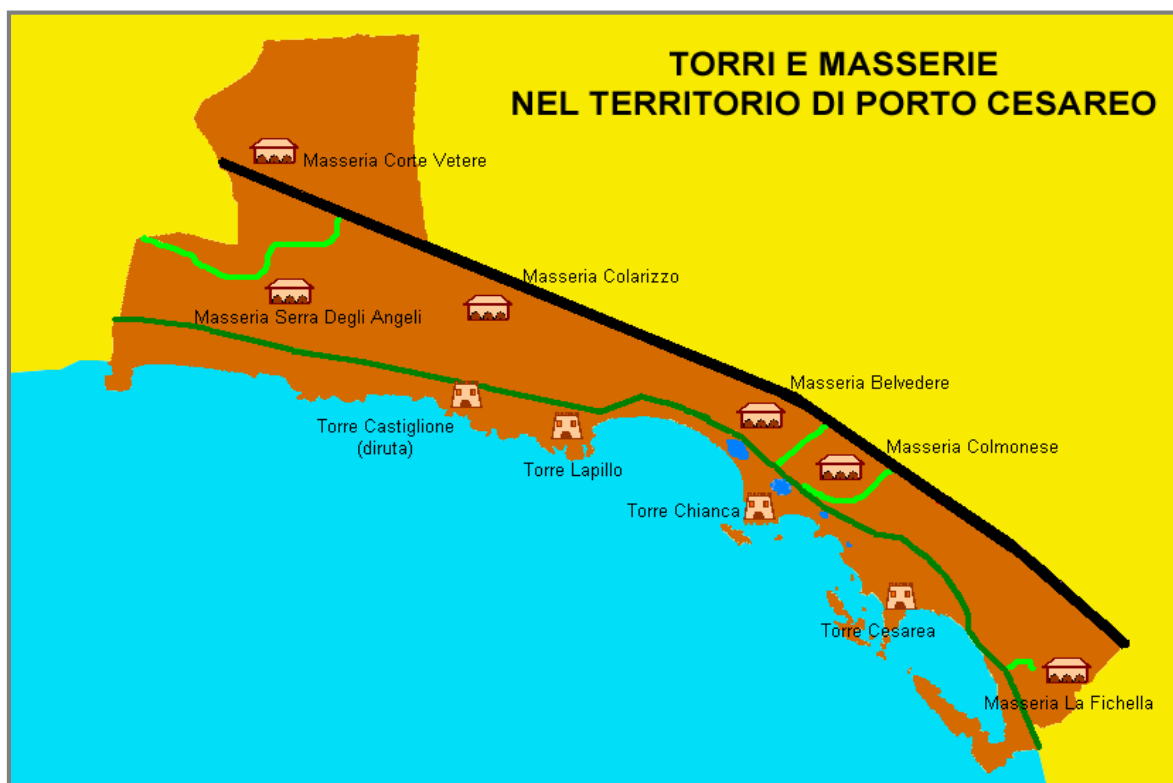 TORRI E MASSERIE
NEL TERRITORIO DI PORTO CESAREO
Masseria Corte Vetere
Masseria Colarizzo
Masseria Serra Degli Angeli
Masseria Belvedere
Torre Castiglione
(diruta)
Masseria Colmonese
Torre Lapillo
Torre Chianca
Torre Cesarea
Masseria La Fichella